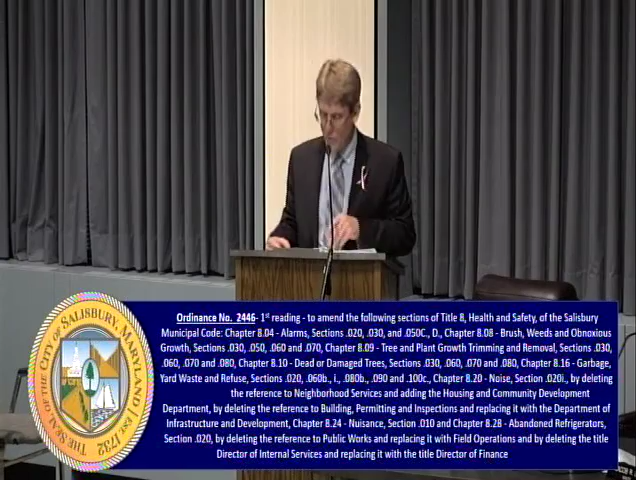 Ordinance No. 2446- 1st reading - to amend the following sections of Title 8, Health and Safety, of the Salisbury
Municipal Code: Chapter 8.04 - Alarms, Sections .020, .030, and .050C., D., Chapter 8.08 - Brush, Weeds and Obnoxious
Growth, Sections .030, .050, .060 and .070, Chapter 8.09 - Tree and Plant Growth Trimming and Removal, Sections .030,
.060, .070 and .080, Chapter 8.10 - Dead or Damaged Trees, Sections .030, .060, .070 and .080, Chapter 8.16 - Garbage,
Yard Waste and Refuse, Sections .020, .060b., i., .080b., .090 and .100c., Chapter 8.20 - Noise, Section .020i., by deleting
the reference to Neighborhood Services and adding the Housing and Community Development
Department, by deleting the reference to Building, Permitting and Inspections and replacing it with the Department of
Infrastructure and Development, Chapter 8.24 - Nuisance, Section .010 and Chapter 8.28 - Abandoned Refrigerators,
Section .020, by deleting the reference to Public Works and replacing it with Field Operations and by deleting the title
Director of Internal Services and replacing it with the title Director of Finance
THE SEAL OF THE CITY OF SALISBURY, MARYLAND | EST. 1732